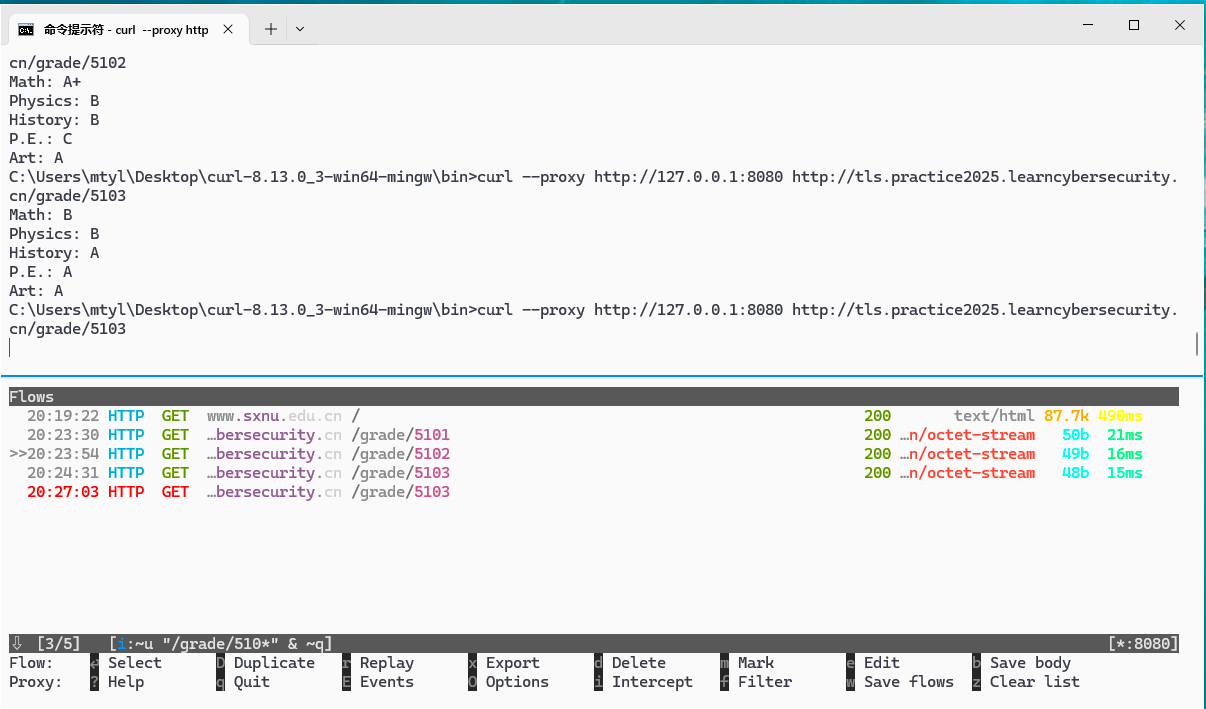 命令提示符 - curl --proxy http
cn/grade/5102
Math: A+
Physics: B
History: B
P.E.: C
Art: A
C:\Users\mtyl\Desktop\curl-8.13.0_3-win64-mingw\bin>curl --proxy http://127.0.0.1:8080 http://tls.practice2025.learncybersecurity.
cn/grade/5103
Math: B
Physics: B
History: A
P.E.: A
Art: A
C:\Users\mtyl\Desktop\curl-8.13.0_3-win64-mingw\bin>curl --proxy http://127.0.0.1:8080 http://tls.practice2025.learncybersecurity.
cn/grade/5103
Flows
20:19:22 HTTP GET www.sxnu.edu.cn / 200 text/html 87.7k 490ms
20:23:30 HTTP GET …bersecurity.cn /grade/5101 200 …n/octet-stream 50b 21ms
>>20:23:54 HTTP GET …bersecurity.cn /grade/5102 200 …n/octet-stream 49b 16ms
20:24:31 HTTP GET …bersecurity.cn /grade/5103 200 …n/octet-stream 48b 15ms
20:27:03 HTTP GET …bersecurity.cn /grade/5103
⇩ [3/5] [i:~u "/grade/510*" & ~q] [*:8080]
Flow: ↵ Select D Duplicate r Replay x Export d Delete m Mark e Edit b Save body
Proxy: ? Help q Quit E Events O Options i Intercept f Filter w Save flows z Clear list